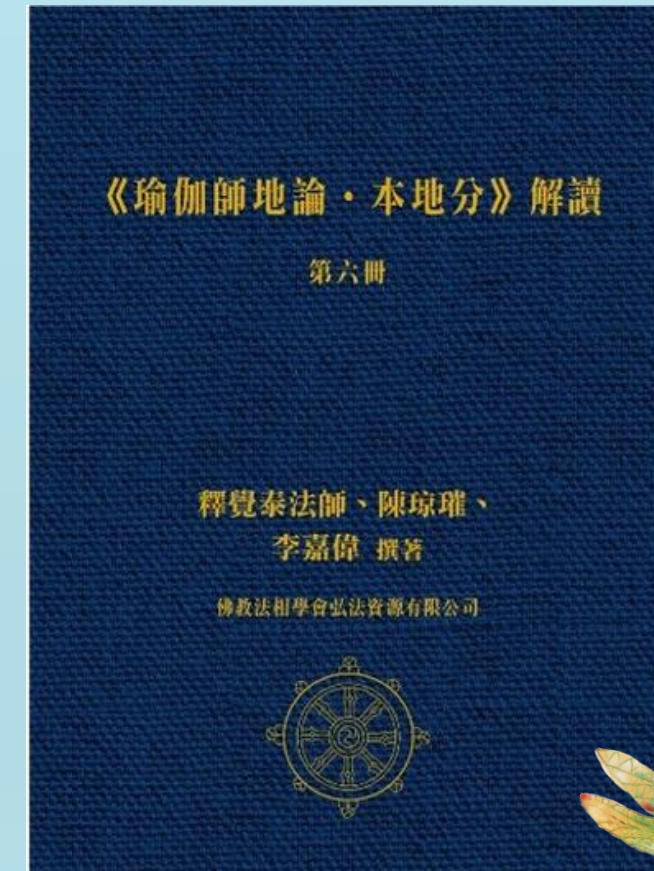 《瑜伽師地論·本地分》解讀
第六冊
釋覺泰法師、陳琼璀、
李嘉偉 撰著
佛教法相學會弘法資源有限公司